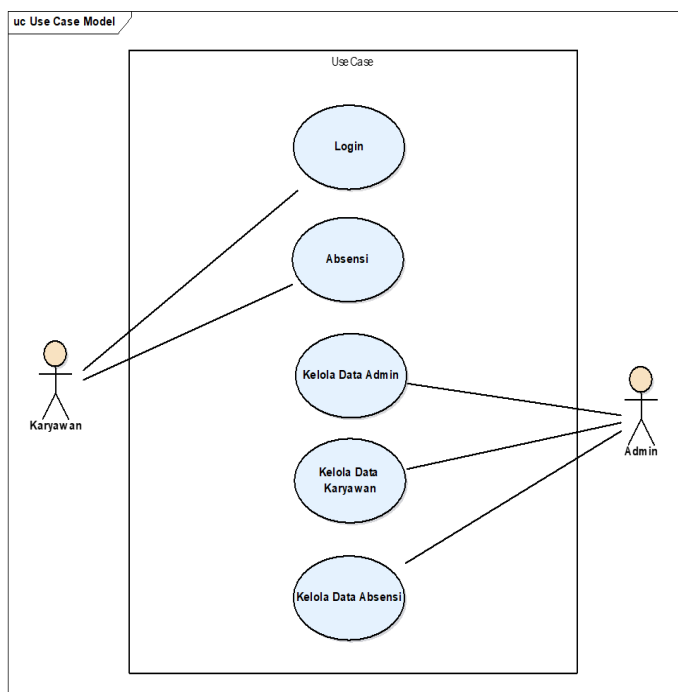 uc Use Case Model
Use Case
Login
Absensi
Kelola Data Admin
Karyawan
Admin
Kelola Data
Karyawan
Kelola Data Absensi